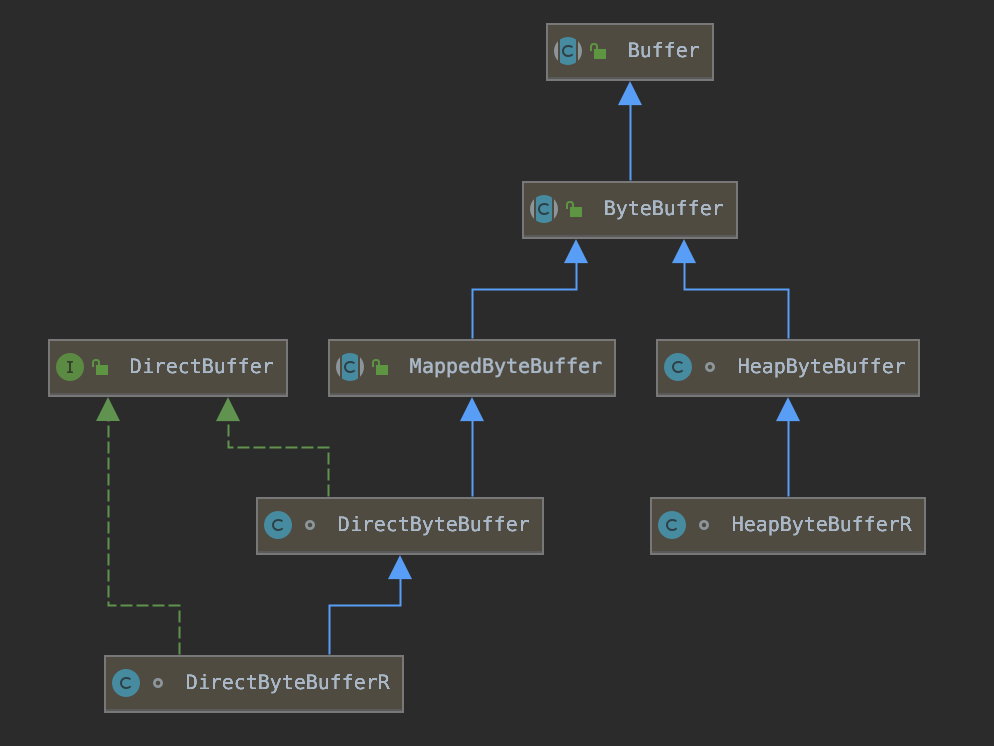 Buffer
ByteBuffer
DirectBuffer
MappedByteBuffer
HeapByteBuffer
DirectByteBuffer
HeapByteBufferR
DirectByteBufferR